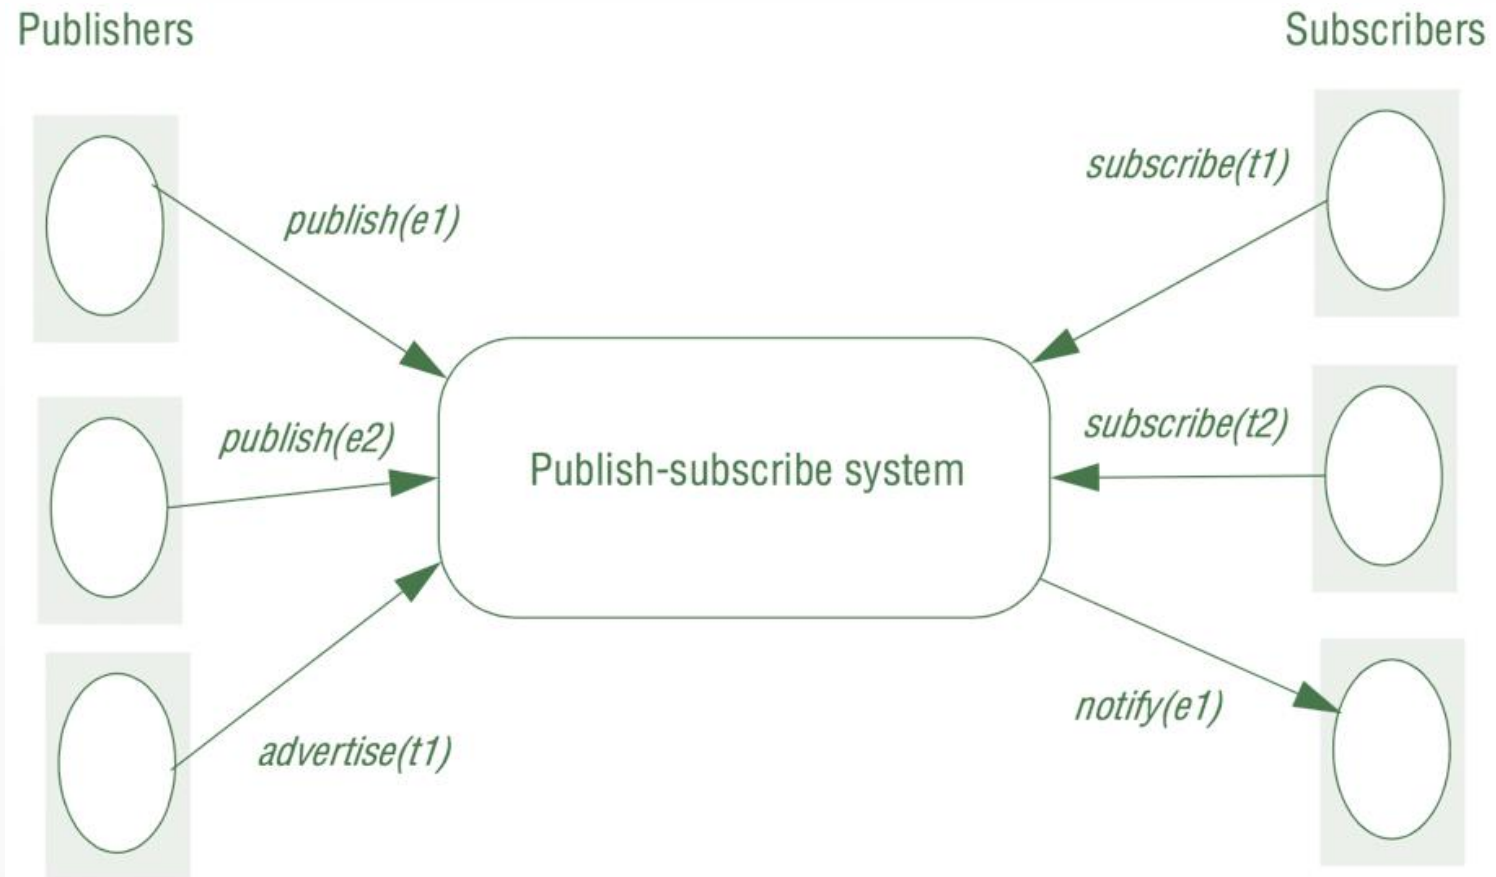 Publishers
Subscribers
publish(e1)
subscribe(t1)
publish(e2)
subscribe(t2)
Publish-subscribe system
advertise(t1)
notify(e1)